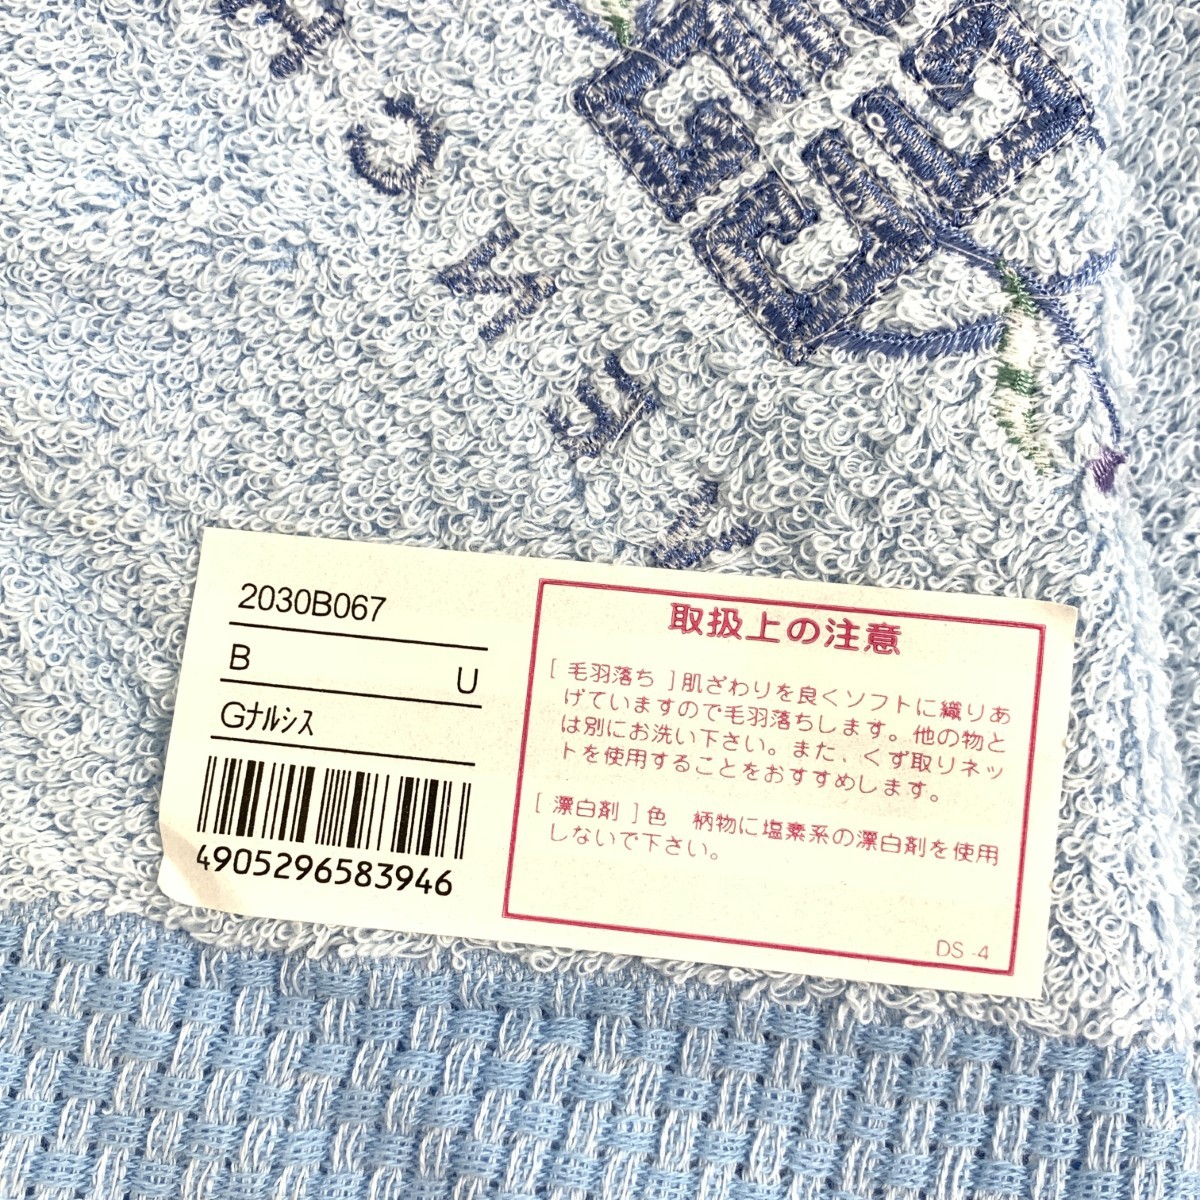 2030B067
B U
Gナルシス
4905296583946
取扱上の注意
[ 毛羽落ち ]肌ざわりを良くソフトに織りあ
げていますので毛羽落ちします。他の物と
は別にお洗い下さい。また、くず取りネッ
トを使用することをおすすめします。
[ 漂白剤 ]色 柄物に塩素系の漂白剤を使用
しないで下さい。
DS-4